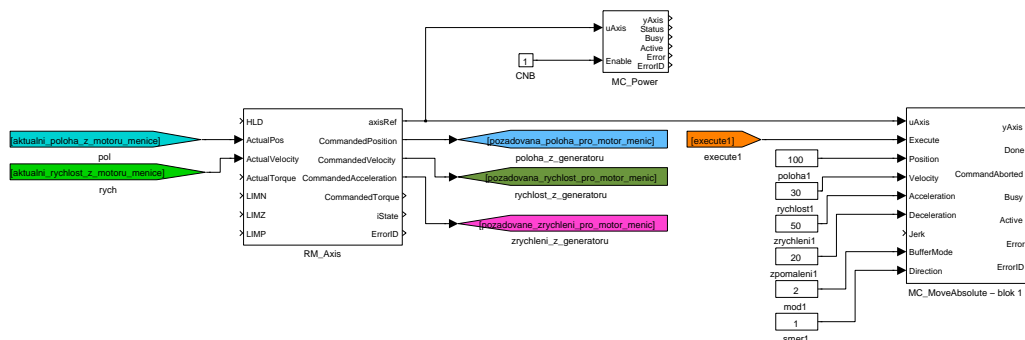 yAxis
uAxis
Status
Busy
Active
Enable
Error
ErrorID
1
CNB
MC_Power
HLD
axisRef
[aktualni_poloha_z_motoru_menice]
pol
ActualPos
CommandedPosition
[pozadovana_poloha_pro_motor_menic]
poloha_z_generatoru
[aktualni_rychlost_z_motoru_menice]
rych
ActualVelocity
CommandedVelocity
[pozadovana_rychlost_pro_motor_menic]
rychlost_z_generatoru
ActualTorque
CommandedAcceleration
LIMN
CommandedTorque
LIMZ
iState
[pozadovane_zrychleni_pro_motor_menic]
zrychleni_z_generatoru
LIMP
ErrorID
RM_Axis
[execute1]
execute1
100
poloha1
30
rychlost1
50
zrychleni1
20
zpomaleni1
2
mod1
1
smer1
uAxis
yAxis
Execute
Done
Position
Velocity
CommandAborted
Acceleration
Busy
Deceleration
Active
Jerk
Error
BufferMode
ErrorID
Direction
MC_MoveAbsolute – blok 1